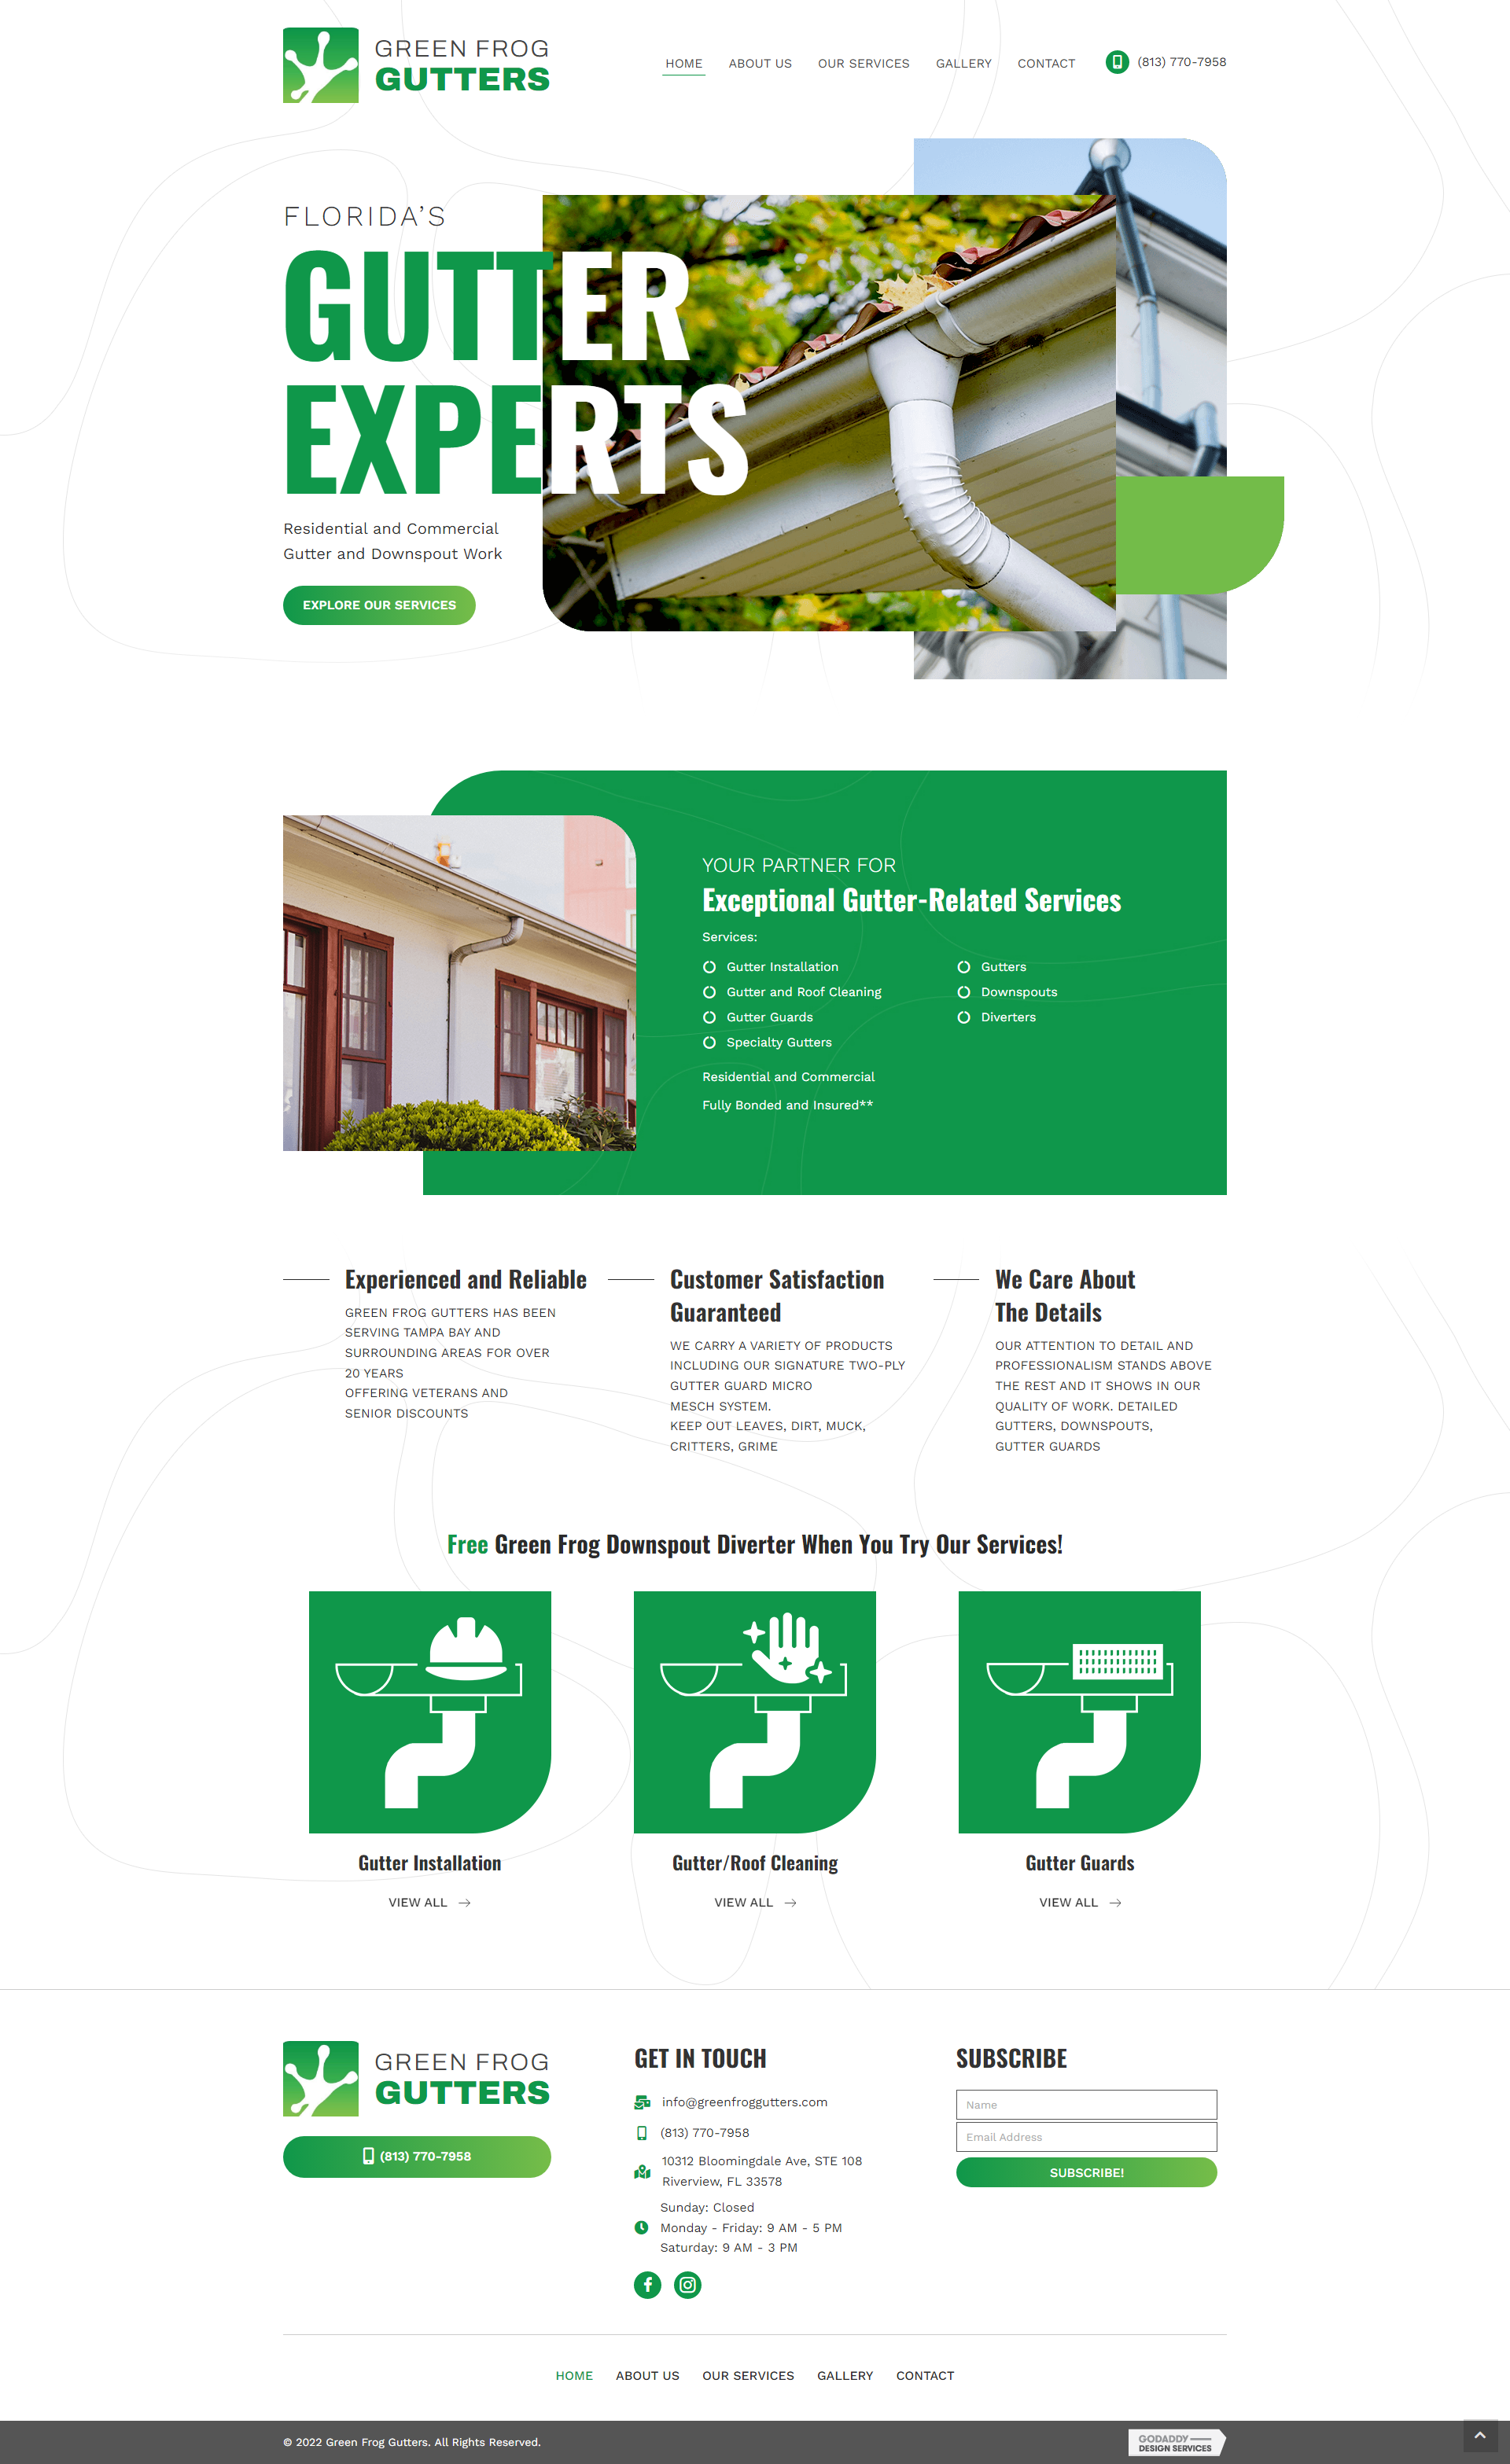 GREEN FROG
GUTTERS
HOME
ABOUT US
OUR SERVICES
GALLERY
CONTACT
(813) 770-7958
FLORIDA'S
GUTTER
EXPERTS
Residential and Commercial
Gutter and Downspout Work
EXPLORE OUR SERVICES
YOUR PARTNER FOR
Exceptional Gutter-Related Services
Services:
Gutter Installation
Gutter and Roof Cleaning
Gutter Guards
Specialty Gutters
Gutters
Downspouts
Diverters
Residential and Commercial
Fully Bonded and Insured**
Experienced and Reliable
GREEN FROG GUTTERS HAS BEEN
SERVING TAMPA BAY AND
SURROUNDING AREAS FOR OVER
20 YEARS
OFFERING VETERANS AND
SENIOR DISCOUNTS
Customer Satisfaction
Guaranteed
WE CARRY A VARIETY OF PRODUCTS
INCLUDING OUR SIGNATURE TWO-PLY
GUTTER GUARD MICRO
MESCH SYSTEM.
KEEP OUT LEAVES, DIRT, MUCK,
CRITTERS, GRIME
We Care About
The Details
OUR ATTENTION TO DETAIL AND
PROFESSIONALISM STANDS ABOVE
THE REST AND IT SHOWS IN OUR
QUALITY OF WORK. DETAILED
GUTTERS, DOWNSPOUTS,
GUTTER GUARDS
Free Green Frog Downspout Diverter When You Try Our Services!
Gutter Installation
VIEW ALL
Gutter/Roof Cleaning
VIEW ALL
Gutter Guards
VIEW ALL
GREEN FROG
GUTTERS
(813) 770-7958
GET IN TOUCH
info@greenfroggutters.com
(813) 770-7958
10312 Bloomingdale Ave, STE 108
Riverview, FL 33578
Sunday: Closed
Monday - Friday: 9 AM - 5 PM
Saturday: 9 AM - 3 PM
SUBSCRIBE
Name
Email Address
SUBSCRIBE!
HOME
ABOUT US
OUR SERVICES
GALLERY
CONTACT
© 2022 Green Frog Gutters. All Rights Reserved.
GODADDY
DESIGN SERVICES